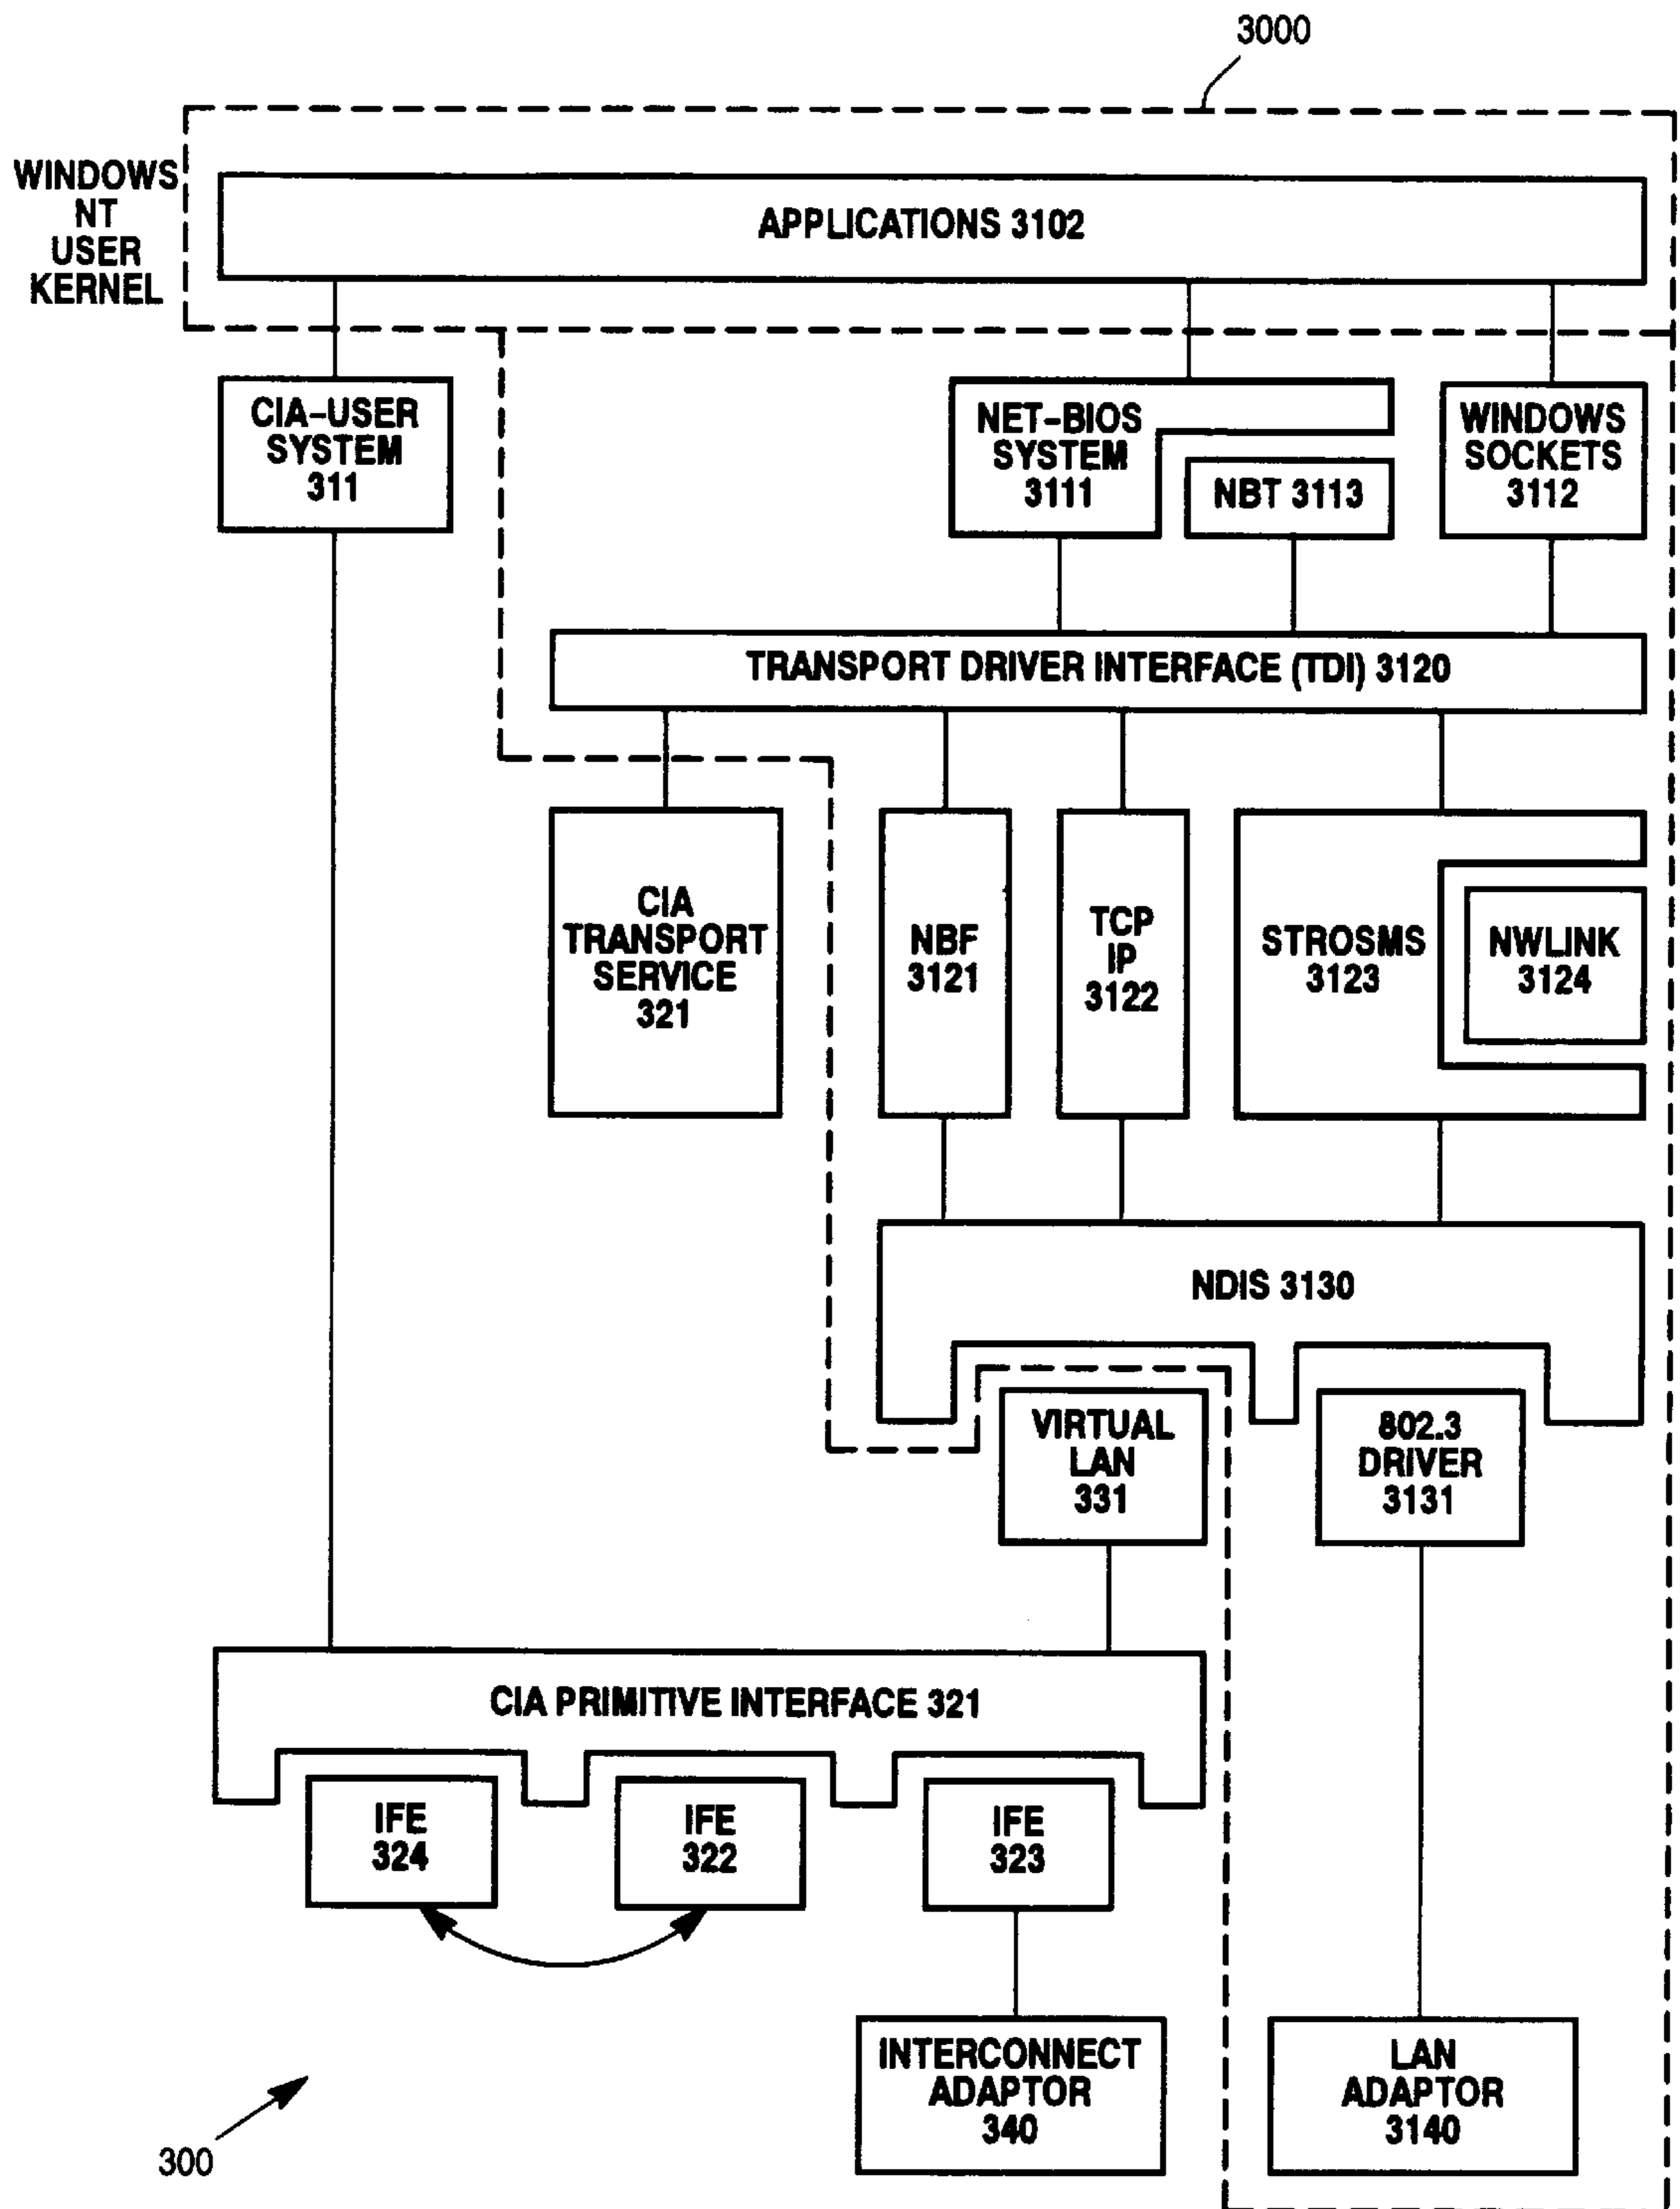 3000
WINDOWS
NT
USER
KERNEL
APPLICATIONS 3102
CIA-USER
SYSTEM
311
NET-BIOS
SYSTEM
3111
NBT 3113
WINDOWS
SOCKETS
3112
TRANSPORT DRIVER INTERFACE (TDI) 3120
CIA
TRANSPORT
SERVICE
321
NBF
3121
TCP
IP
3122
STROSMS
3123
NWLINK
3124
NDIS 3130
VIRTUAL
LAN
331
802.3
DRIVER
3131
CIA PRIMITIVE INTERFACE 321
IFE
324
IFE
322
IFE
323
INTERCONNECT
ADAPTOR
340
LAN
ADAPTOR
3140
300